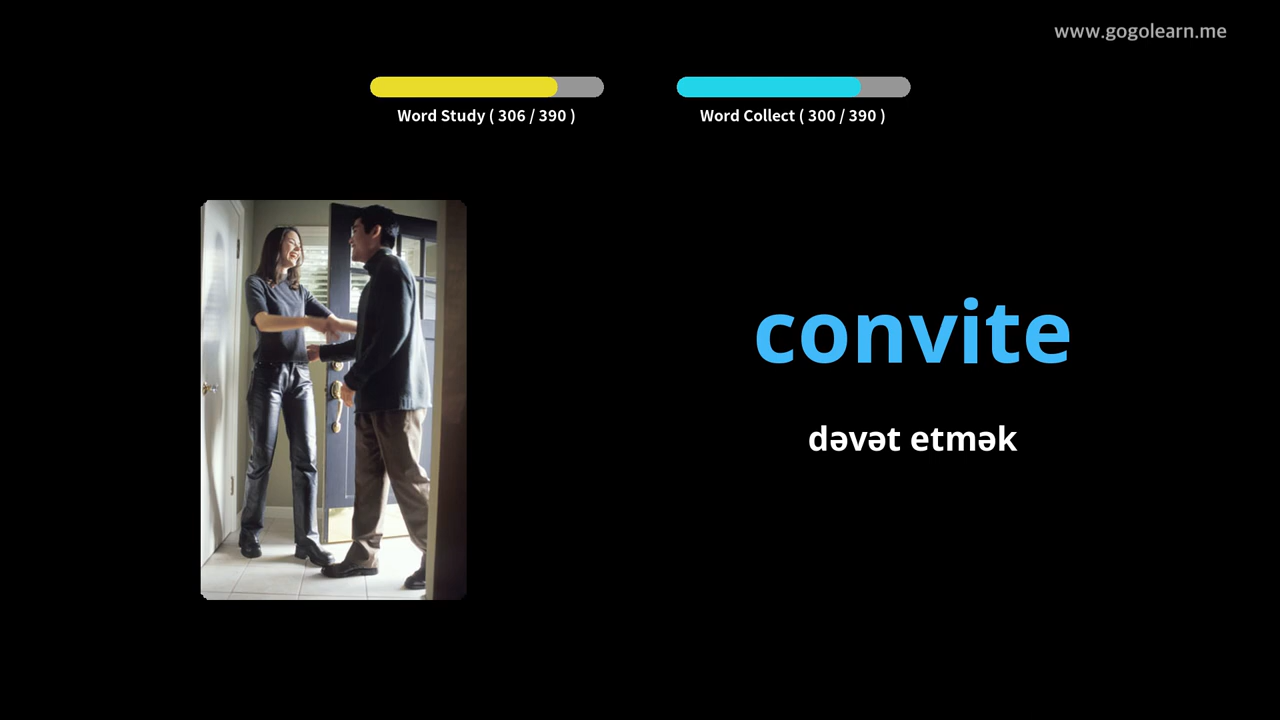 www.gogolearn.me
Word Study ( 306 / 390 )
Word Collect ( 300 / 390 )
convite
dəvət etmək